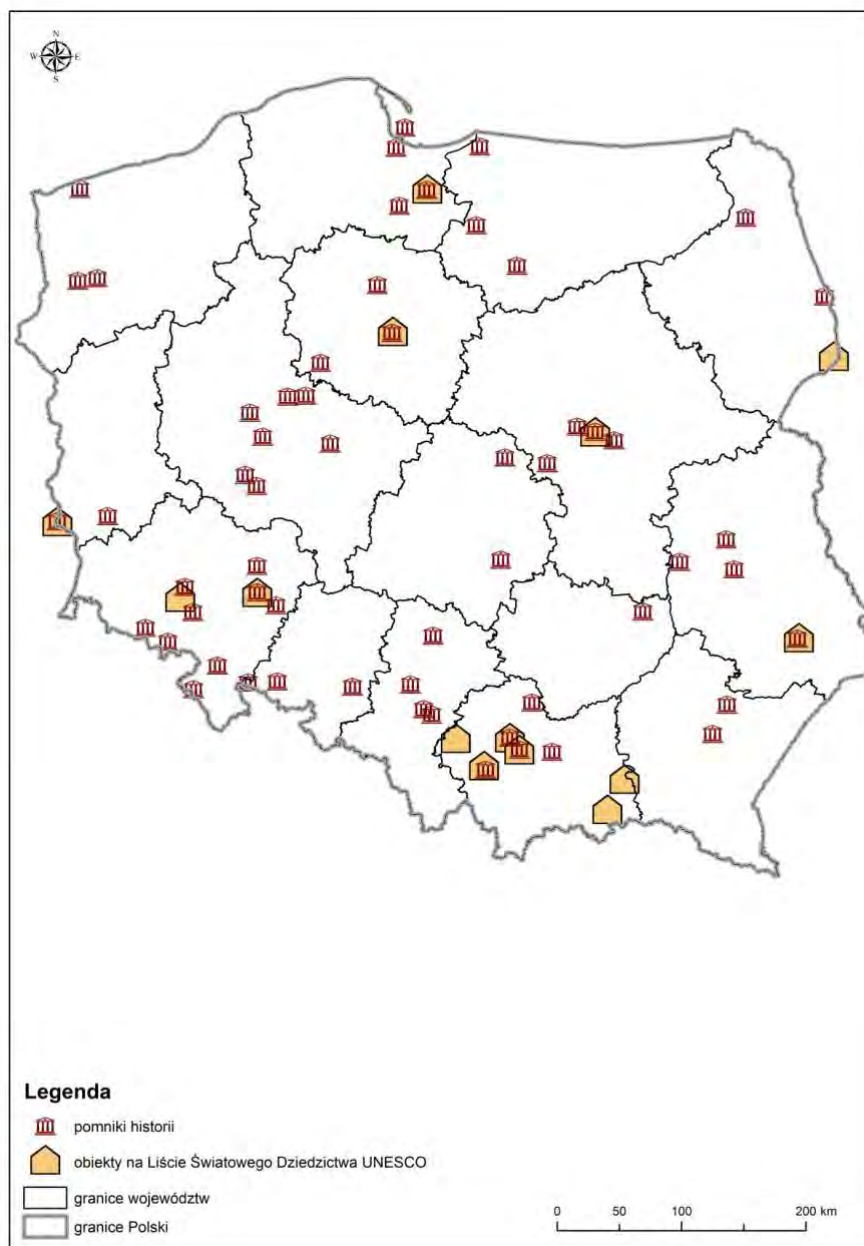 N
W E
S
Legenda
pomniki historii
obiekty na Liście Światowego Dziedzictwa UNESCO
granice województw
granice Polski
0 50 100 200 km